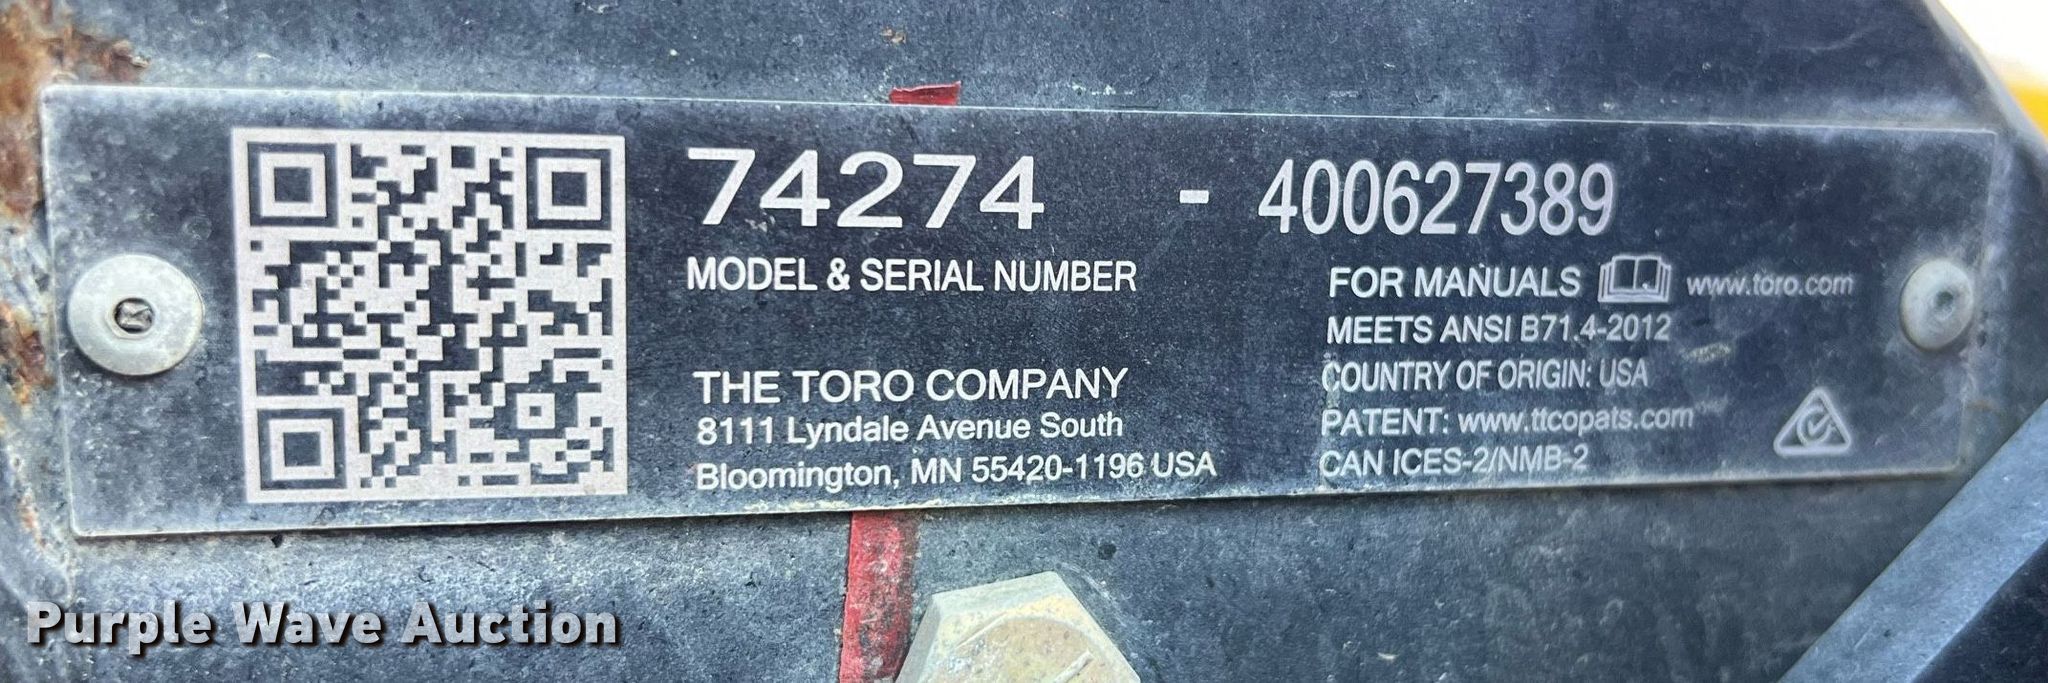 74274 - 400627389
MODEL & SERIAL NUMBER
THE TORO COMPANY
8111 Lyndale Avenue South
Bloomington, MN 55420-1196 USA
FOR MANUALS www.toro.com
MEETS ANSI B71.4-2012
COUNTRY OF ORIGIN: USA
PATENT: www.ttcopats.com
CAN ICES-2/NMB-2
Purple Wave Auction